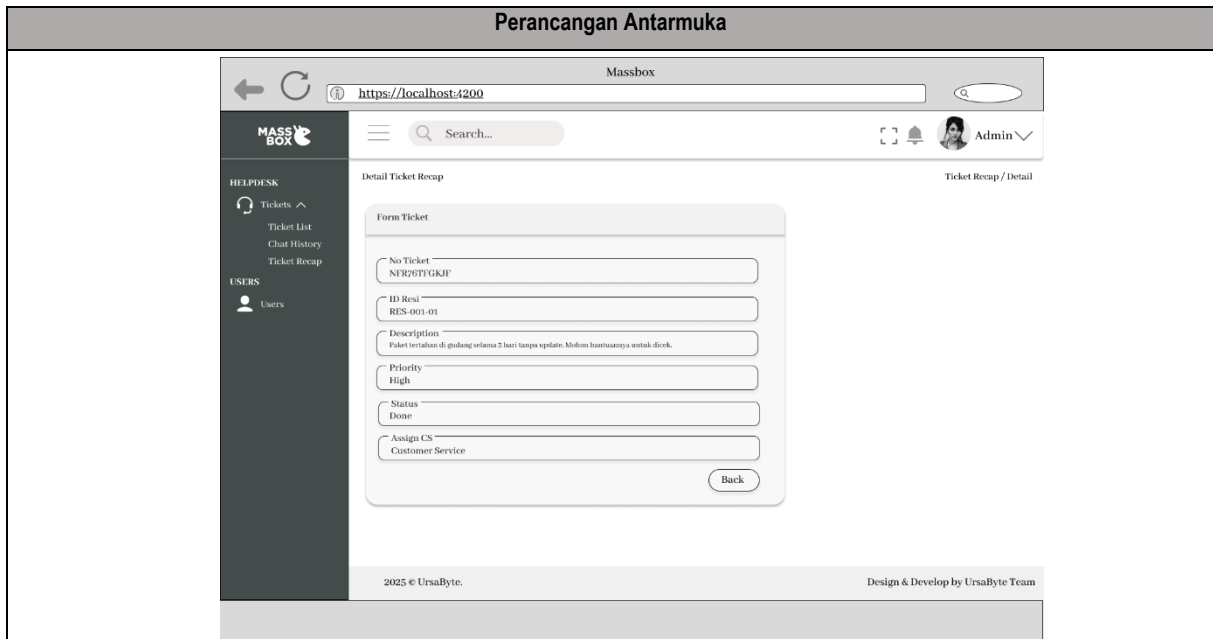 Perancangan Antarmuka
Massbox
https://localhost:4200
MASS
BOX
Search...
Admin
HELPDESK
Tickets
Ticket List
Chat History
Ticket Recap
USERS
Users
Detail Ticket Recap
Ticket Recap / Detail
Form Ticket
No Ticket
NFR76TFGKJF
ID Resi
RES-001-01
Description
Paket tertahan di gudang selama 3 hari tanpa update. Mohon bantuannya untuk dicek.
Priority
High
Status
Done
Assign CS
Customer Service
Back
2025 © UrsaByte.
Design & Develop by UrsaByte Team